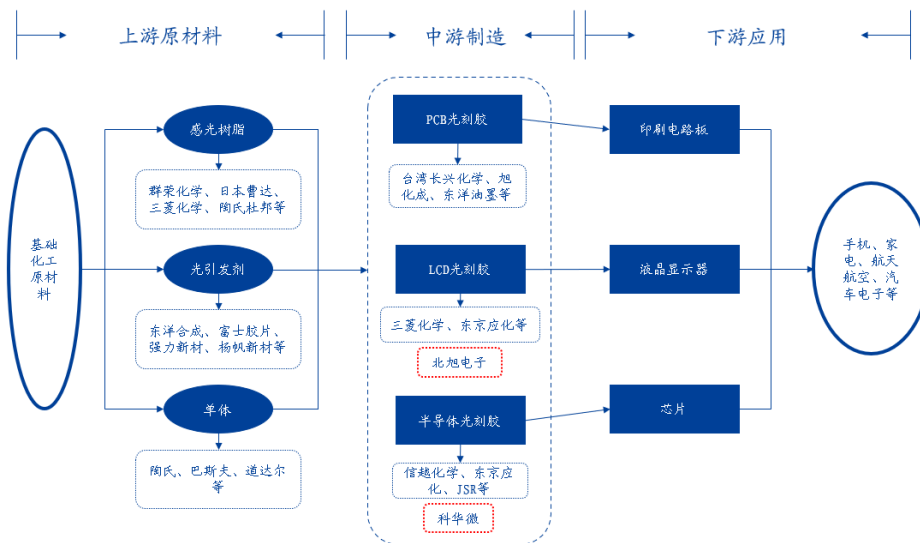 上游原材料
中游制造
下游应用
基础
化工
原材
料
感光树脂
群荣化学、日本曹达、
三菱化学、陶氏杜邦等
光引发剂
东洋合成、富士胶片、
强力新材、杨帆新材等
单体
陶氏、巴斯夫、道达尔
等
PCB光刻胶
台湾长兴化学、旭
化成、东洋油墨等
LCD光刻胶
三菱化学、东京应化等
北旭电子
半导体光刻胶
信越化学、东京应
化、JSR等
科华微
印刷电路板
液晶显示器
芯片
手机、家
电、航天
航空、汽
车电子等